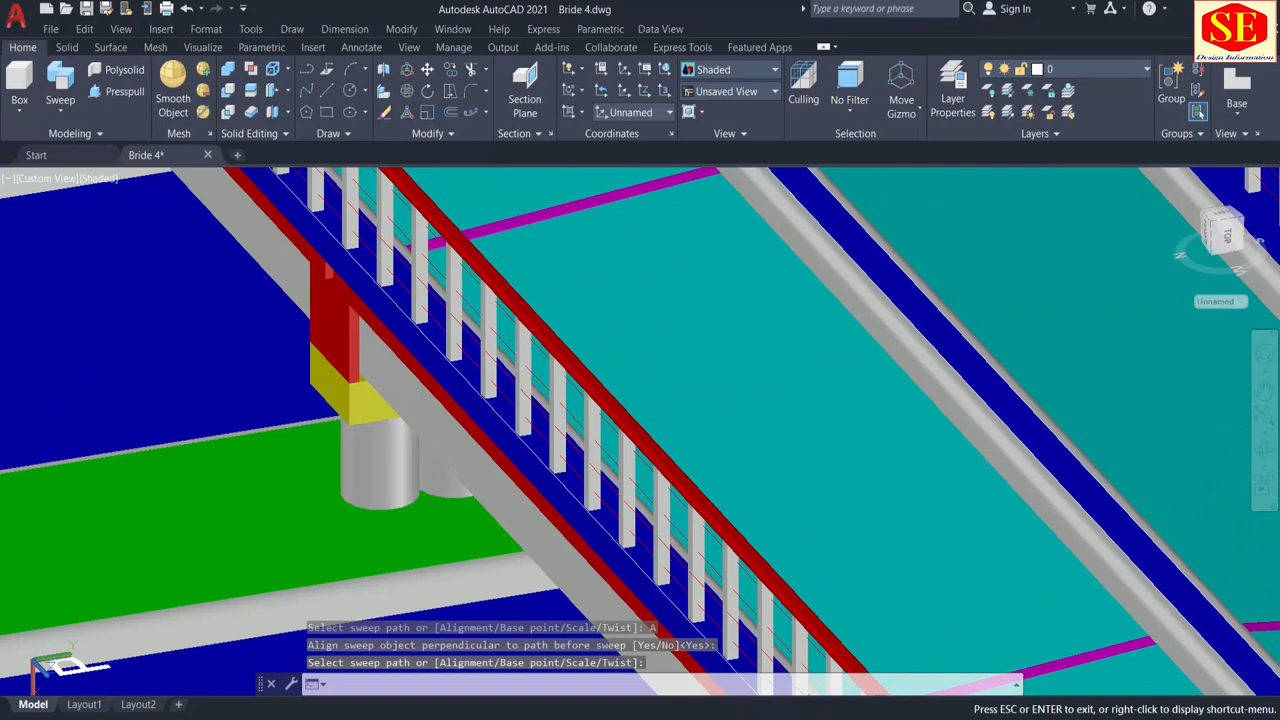 Autodesk AutoCAD 2021 Bride 4.dwg
Type a keyword or phrase
Sign In
SE
Design Information
File Edit View Insert Format Tools Draw Dimension Modify Window Help Express Parametric Data View
Home Solid Surface Mesh Visualize Parametric Insert Annotate View Manage Output Add-ins Collaborate Express Tools Featured Apps
Box
Sweep
Polysolid
Presspull
Smooth
Object
Section
Plane
Unnamed
Shaded
Unsaved View
Culling
No Filter
Move
Gizmo
Layer
Properties
0
Group
Base
Modeling
Mesh
Solid Editing
Draw
Modify
Section
Coordinates
View
Selection
Layers
Groups
View
Start
Bride 4*
[−][Custom View][Shaded]
TOP
Unnamed
Select sweep path or [Alignment/Base point/Scale/Twist]: A
Align sweep object perpendicular to path before sweep [Yes/No]<Yes>:
Select sweep path or [Alignment/Base point/Scale/Twist]:
Y
Model Layout1 Layout2
Press ESC or ENTER to exit, or right-click to display shortcut-menu.